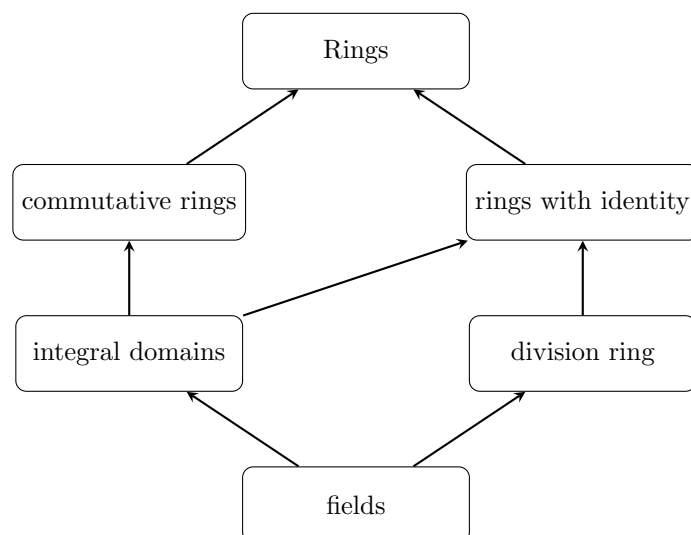 Rings
commutative rings
rings with identity
integral domains
division ring
fields